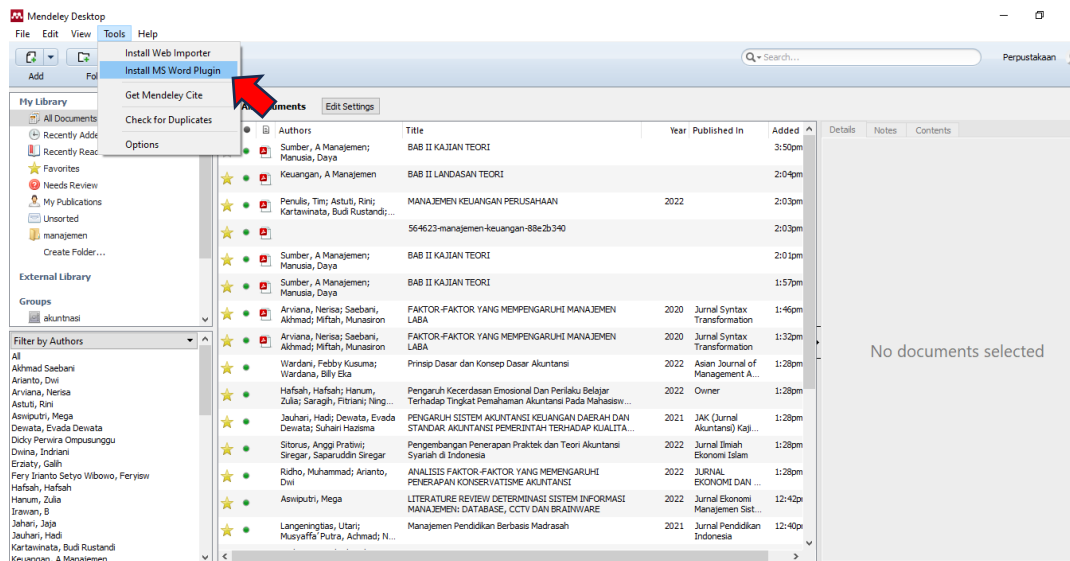 Mendeley Desktop
File Edit View Tools Help
Install Web Importer
Install MS Word Plugin
Get Mendeley Cite
Check for Duplicates
Options
Add
Search...
Perpustakaan
My Library
All Documents
Recently Read
Favorites
Needs Review
My Publications
Unsorted
manajemen
Create Folder...
External Library
Groups
akuntnasi
Filter by Authors
All
Akhmad Saebani
Arianto, Dwi
Arviana, Nerisa
Astuti, Rini
Aswiputri, Mega
Dewata, Evada Dewata
Dicky Perwira Ompusunggu
Dwina, Indriani
Erziaty, Galih
Fery Irianto Setyo Wibowo, Feryisw
Hafsah, Hafsah
Hanum, Zulia
Irawan, B
Jahari, Jaja
Jauhari, Hadi
Kartawinata, Budi Rustandi
Keuangan, A Manajemen
Edit Settings
Authors Title Year Published In Added
Sumber, A Manajemen; BAB II KAJIAN TEORI 3:50pm
Manusia, Daya
Keuangan, A Manajemen BAB II LANDASAN TEORI 2:04pm
Penulis, Tim; Astuti, Rini; MANAJEMEN KEUANGAN PERUSAHAAN 2022 2:03pm
Kartawinata, Budi Rustandi;...
564623-manajemen-keuangan-88e2b340 2:03pm
Sumber, A Manajemen; BAB II KAJIAN TEORI 2:01pm
Manusia, Daya
Sumber, A Manajemen; BAB II KAJIAN TEORI 1:57pm
Manusia, Daya
Arviana, Nerisa; Saebani, FAKTOR-FAKTOR YANG MEMPENGARUHI MANAJEMEN 2020 Jurnal Syntax 1:46pm
Akhmad; Miftah, Munasiron LABA Transformation
Arviana, Nerisa; Saebani, FAKTOR-FAKTOR YANG MEMPENGARUHI MANAJEMEN 2020 Jurnal Syntax 1:32pm
Akhmad; Miftah, Munasiron LABA Transformation
Wardani, Febby Kusuma; Prinsip Dasar dan Konsep Dasar Akuntansi 2022 Asian Journal of 1:28pm
Wardana, Billy Eka Management A...
Hafsah, Hafsah; Hanum, Pengaruh Kecerdasan Emosional Dan Perilaku Belajar 2022 Owner 1:28pm
Zulia; Saragih, Fitriani; Ning... Terhadap Tingkat Pemahaman Akuntansi Pada Mahasisw...
Jauhari, Hadi; Dewata, Evada PENGARUH SISTEM AKUNTANSI KEUANGAN DAERAH DAN 2021 JAK (Jurnal 1:28pm
Dewata; Suhairi Hazisma STANDAR AKUNTANSI PEMERINTAH TERHADAP KUALITA... Akuntansi) Kaji...
Sitorus, Anggi Pratiwi; Pengembangan Penerapan Praktek dan Teori Akuntansi 2022 Jurnal Ilmiah 1:28pm
Siregar, Saparuddin Siregar Syariah di Indonesia Ekonomi Islam
Ridho, Muhammad; Arianto, ANALISIS FAKTOR-FAKTOR YANG MEMENGARUHI 2022 JURNAL 1:28pm
Dwi PENERAPAN KONSERVATISME AKUNTANSI EKONOMI DAN ...
Aswiputri, Mega LITERATURE REVIEW DETERMINASI SISTEM INFORMASI 2022 Jurnal Ekonomi 12:42p
MANAJEMEN: DATABASE, CCTV DAN BRAINWARE Manajemen Sist...
Langeningtias, Utari; Manajemen Pendidikan Berbasis Madrasah 2021 Jurnal Pendidikan 12:40p
Musyaffa' Putra, Achmad; N... Indonesia
Details Notes Contents
No documents selected